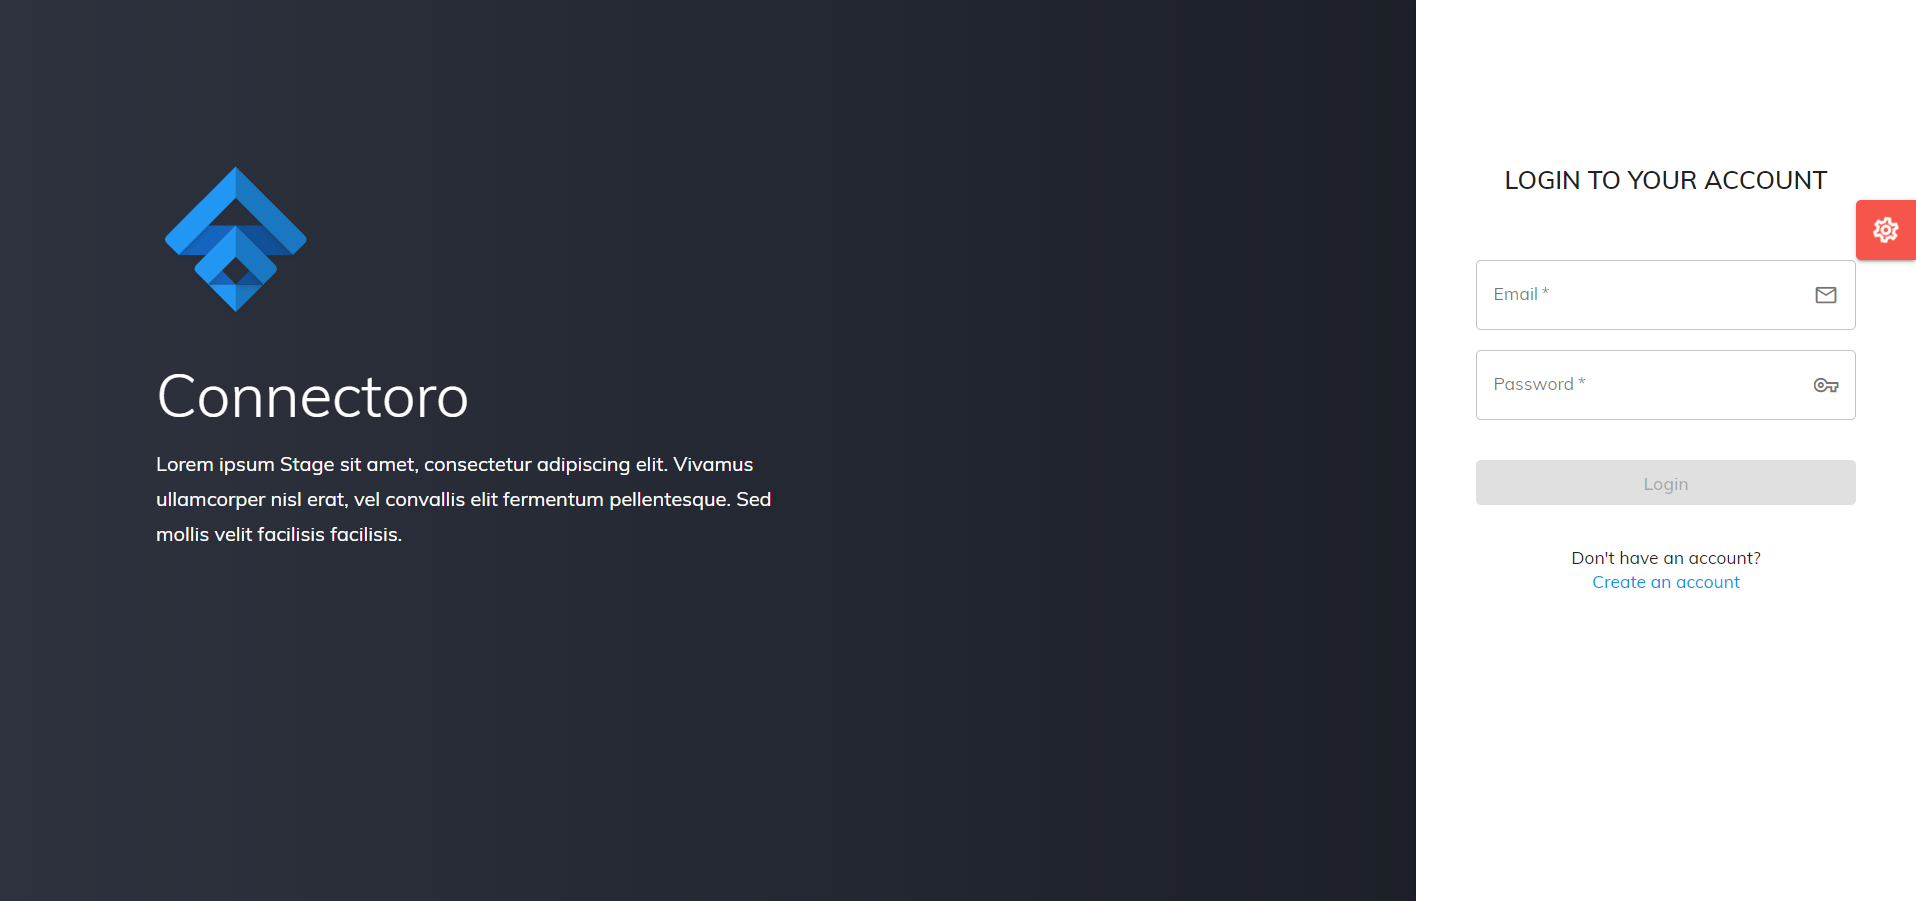 Connectoro
Lorem ipsum Stage sit amet, consectetur adipiscing elit. Vivamus
ullamcorper nisl erat, vel convallis elit fermentum pellentesque. Sed
mollis velit facilisis facilisis.
LOGIN TO YOUR ACCOUNT
Email *
Password *
Login
Don't have an account?
Create an account